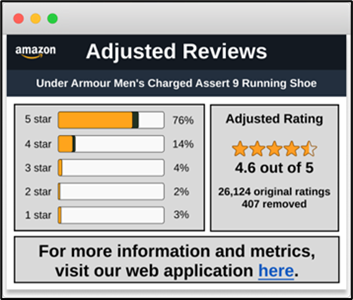 amazon
Adjusted Reviews
Under Armour Men's Charged Assert 9 Running Shoe
5 star 76%
4 star 14%
3 star 4%
2 star 2%
1 star 3%
Adjusted Rating
4.6 out of 5
26,124 original ratings
407 removed
For more information and metrics,
visit our web application here.